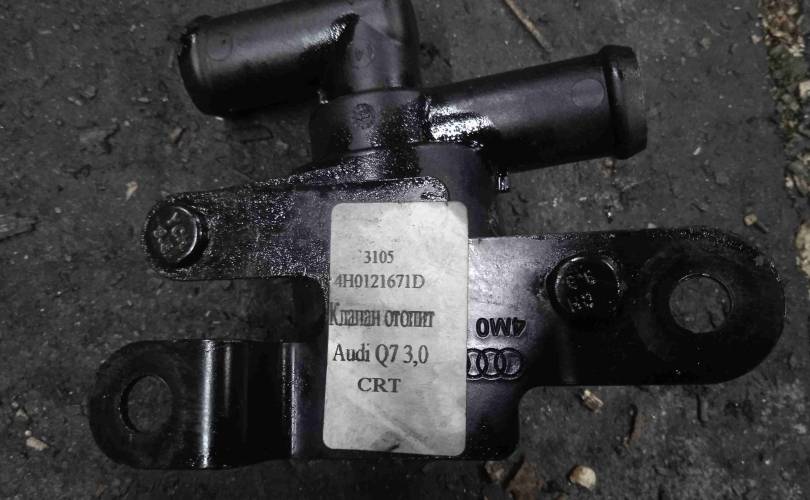 3105
4H0121671D
Клапан отопит
Audi Q7 3,0
CRT
4M0